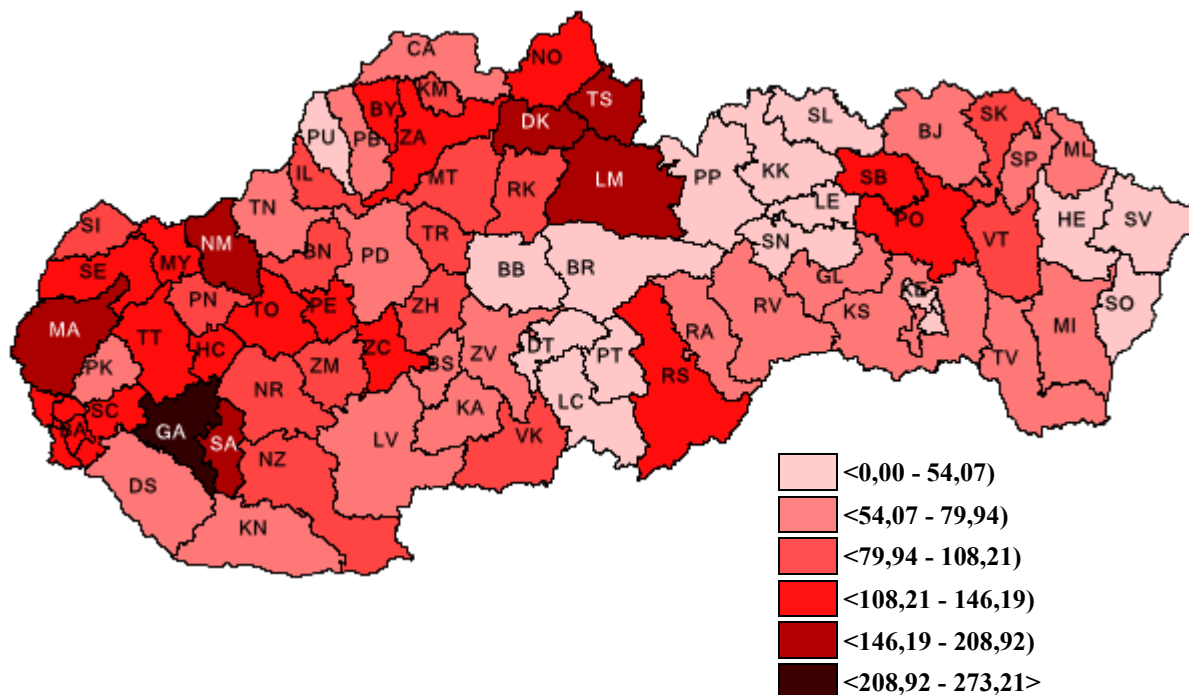 CA
NO
KM
TS
BY
DK
PU
PB
ZA
SL
SK
BJ
SP
ML
IL
MT
RK
LM
PP
KK
SB
LE
HE
SV
TN
SI
NM
BN
PD
TR
SN
PO
VT
SE
MY
BB
BR
GL
PN
TO
PE
ZH
RV
KS
SO
MA
TT
HC
ZC
RA
MI
PK
NR
ZM
BS
ZV
DT
PT
RS
TV
SC
GA
SA
KA
LC
LV
VK
NZ
DS
KN
<0,00 - 54,07)
<54,07 - 79,94)
<79,94 - 108,21)
<108,21 - 146,19)
<146,19 - 208,92)
<208,92 - 273,21>